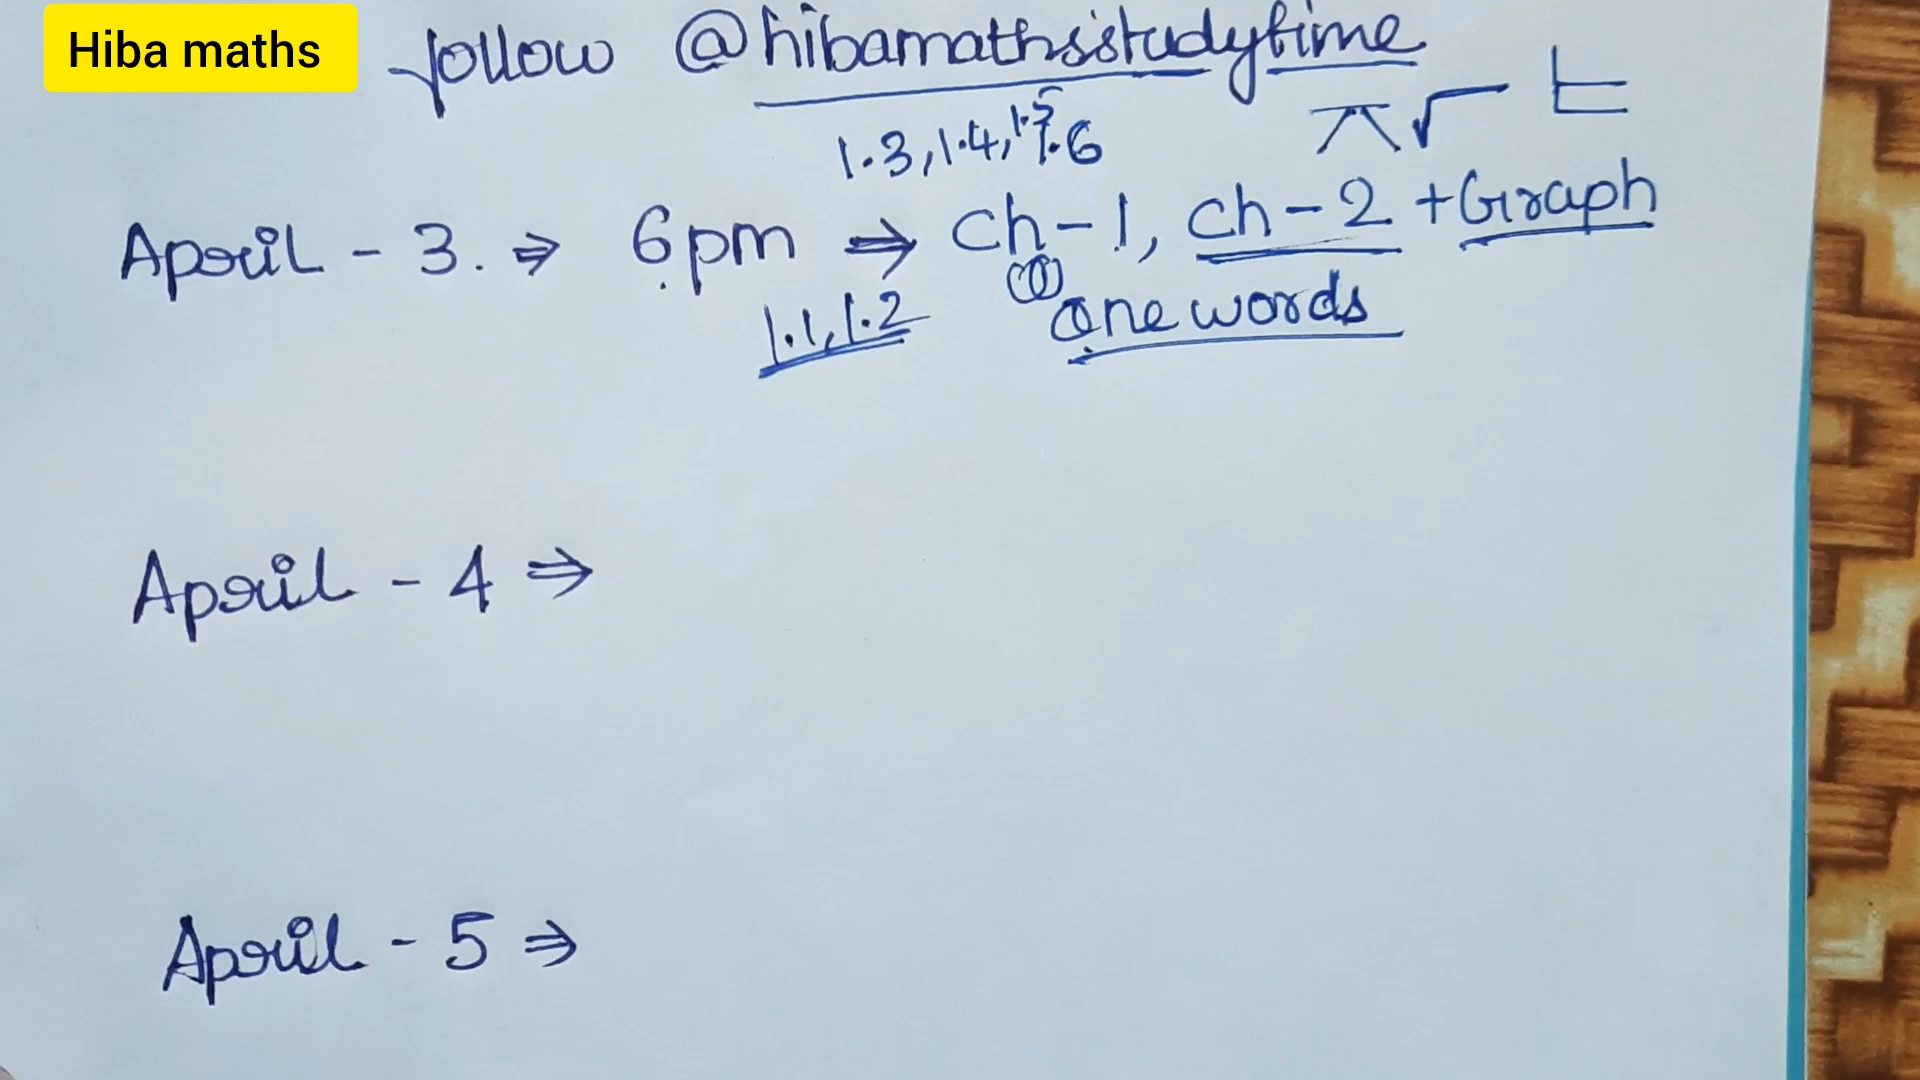 Hiba maths
follow @hibamathsstudytime
1.3, 1.4, 1.5, 1.6
April - 3. ⇒ 6pm ⇒ Ch-1, Ch-2 + Graph
1.1, 1.2 one words
April - 4 ⇒
April - 5 ⇒